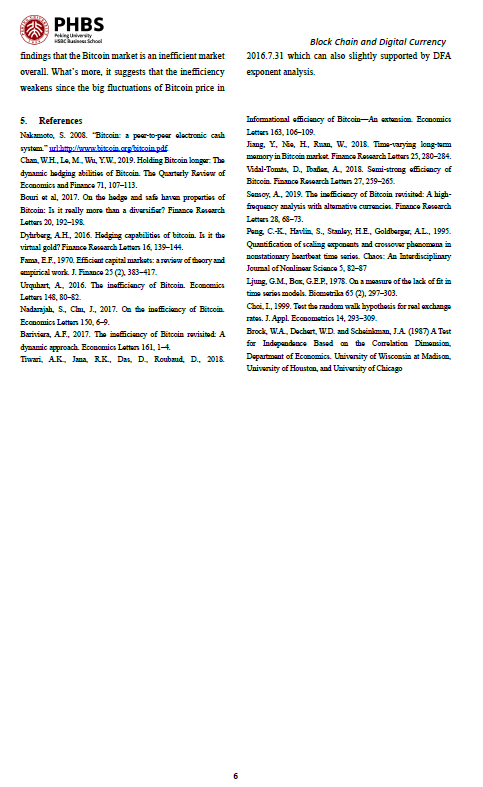 PHBS
Peking University
HSBC Business School
Block Chain and Digital Currency
findings that the Bitcoin market is an inefficient market
overall. What's more, it suggests that the inefficiency
weakens since the big fluctuations of Bitcoin price in
2016.7.31 which can also slightly supported by DFA
exponent analysis.
5. References
Nakamoto, S. 2008. "Bitcoin: a peer-to-peer electronic cash
system." url:http://www.bitcoin.org/bitcoin.pdf.
Chan, W.H., Le, M., Wu, Y.W., 2019. Holding Bitcoin longer: The
dynamic hedging abilities of Bitcoin. The Quarterly Review of
Economics and Finance 71, 107–113.
Bouri et al, 2017. On the hedge and safe haven properties of
Bitcoin: Is it really more than a diversifier? Finance Research
Letters 20, 192–198.
Dyhrberg, A.H., 2016. Hedging capabilities of bitcoin. Is it the
virtual gold? Finance Research Letters 16, 139–144.
Fama, E.F., 1970. Efficient capital markets: a review of theory and
empirical work. J. Finance 25 (2), 383–417.
Urquhart, A., 2016. The inefficiency of Bitcoin. Economics
Letters 148, 80–82.
Nadarajah, S., Chu, J., 2017. On the inefficiency of Bitcoin.
Economics Letters 150, 6–9.
Bariviera, A.F., 2017. The inefficiency of Bitcoin revisited: A
dynamic approach. Economics Letters 161, 1–4.
Tiwari, A.K., Jana, R.K., Das, D., Roubaud, D., 2018.
Informational efficiency of Bitcoin—An extension. Economics
Letters 163, 106–109.
Jiang, Y., Nie, H., Ruan, W., 2018. Time-varying long-term
memory in Bitcoin market. Finance Research Letters 25, 280–284.
Vidal-Tomás, D., Ibañez, A., 2018. Semi-strong efficiency of
Bitcoin. Finance Research Letters 27, 259–265.
Sensoy, A., 2019. The inefficiency of Bitcoin revisited: A high-
frequency analysis with alternative currencies. Finance Research
Letters 28, 68–73.
Peng, C.-K., Havlin, S., Stanley, H.E., Goldberger, A.L., 1995.
Quantification of scaling exponents and crossover phenomena in
nonstationary heartbeat time series. Chaos: An Interdisciplinary
Journal of Nonlinear Science 5, 82–87
Ljung, G.M., Box, G.E.P., 1978. On a measure of the lack of fit in
time series models. Biometrika 65 (2), 297–303.
Choi, I., 1999. Test the random walk hypothesis for real exchange
rates. J. Appl. Econometrics 14, 293–309.
Brock, W.A., Dechert, W.D. and Scheinkman, J.A. (1987) A Test
for Independence Based on the Correlation Dimension,
Department of Economics. University of Wisconsin at Madison,
University of Houston, and University of Chicago
6